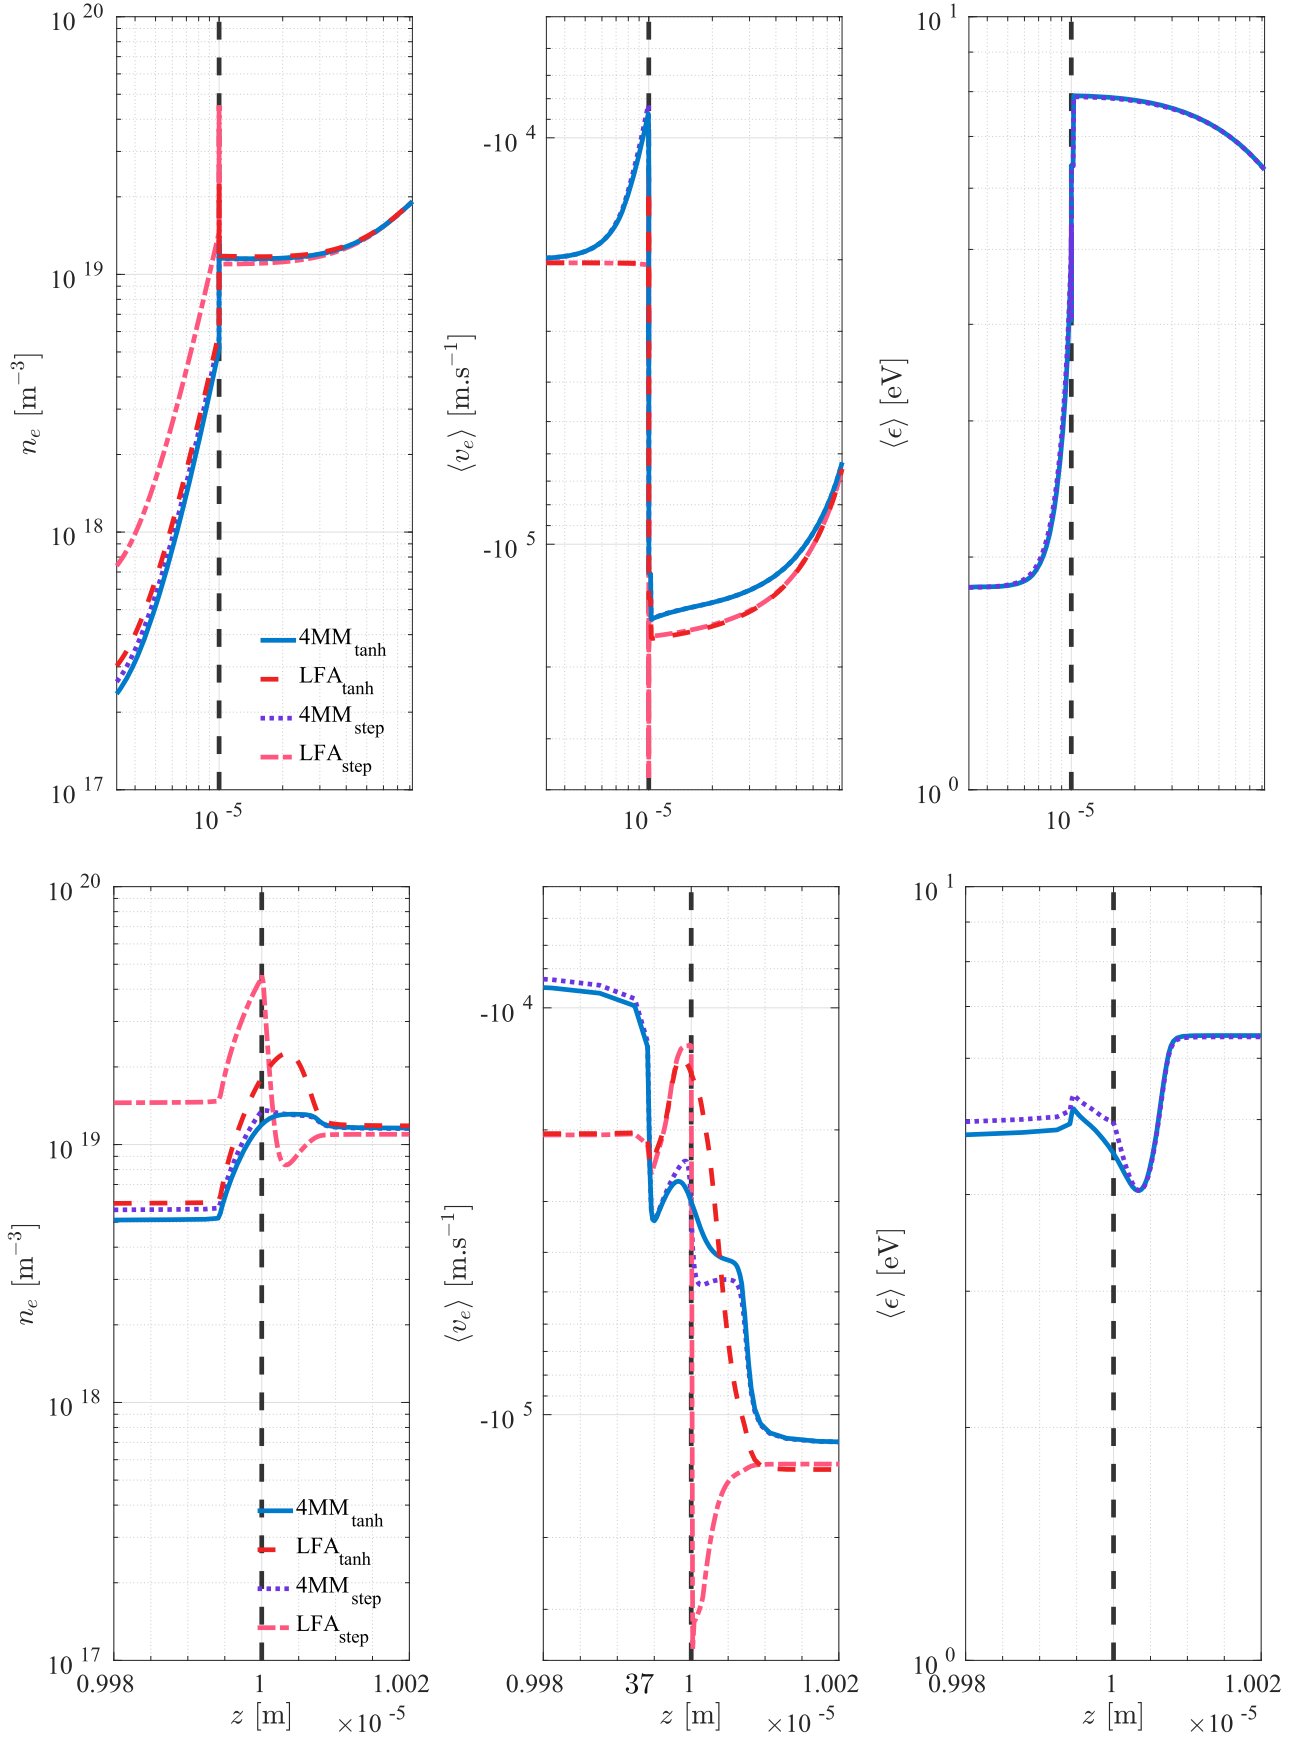 10^20
10^19
10^18
10^17
n_e [m^−3]
4MM_tanh
LFA_tanh
4MM_step
LFA_step
10^-5
-10^4
-10^5
⟨v_e⟩ [m.s^−1]
10^-5
10^1
10^0
⟨ϵ⟩ [eV]
10^-5
10^20
10^19
10^18
10^17
n_e [m^−3]
4MM_tanh
LFA_tanh
4MM_step
LFA_step
0.998 1 1.002
z [m] ×10^-5
-10^4
-10^5
⟨v_e⟩ [m.s^−1]
0.998 37 1 1.002
z [m] ×10^-5
10^1
10^0
⟨ϵ⟩ [eV]
0.998 1 1.002
z [m] ×10^-5